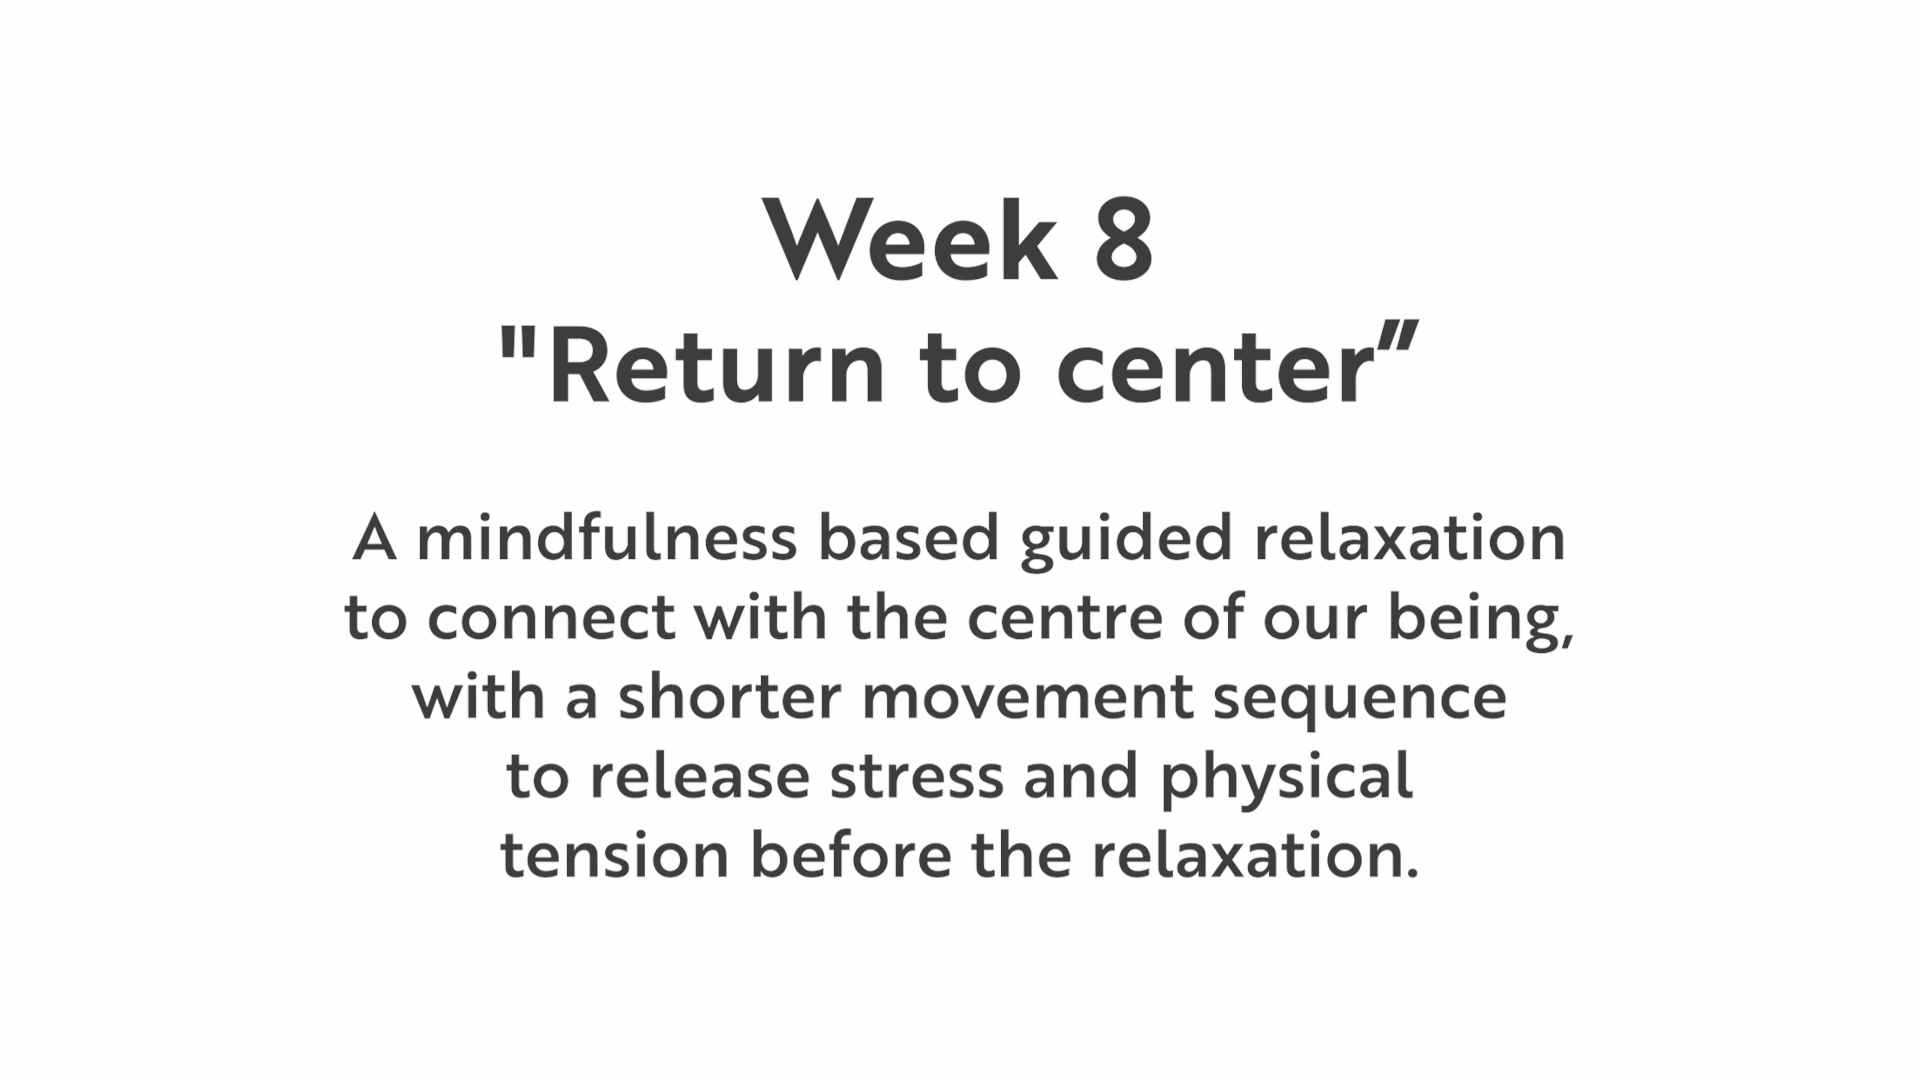 Week 8
"Return to center”
A mindfulness based guided relaxation
to connect with the centre of our being,
with a shorter movement sequence
to release stress and physical
tension before the relaxation.